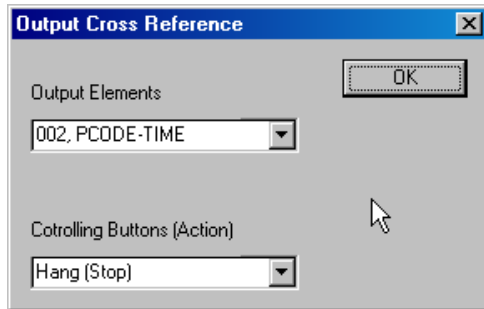 Output Cross Reference
OK
Output Elements
002, PCODE-TIME
Cotrolling Buttons (Action)
Hang (Stop)